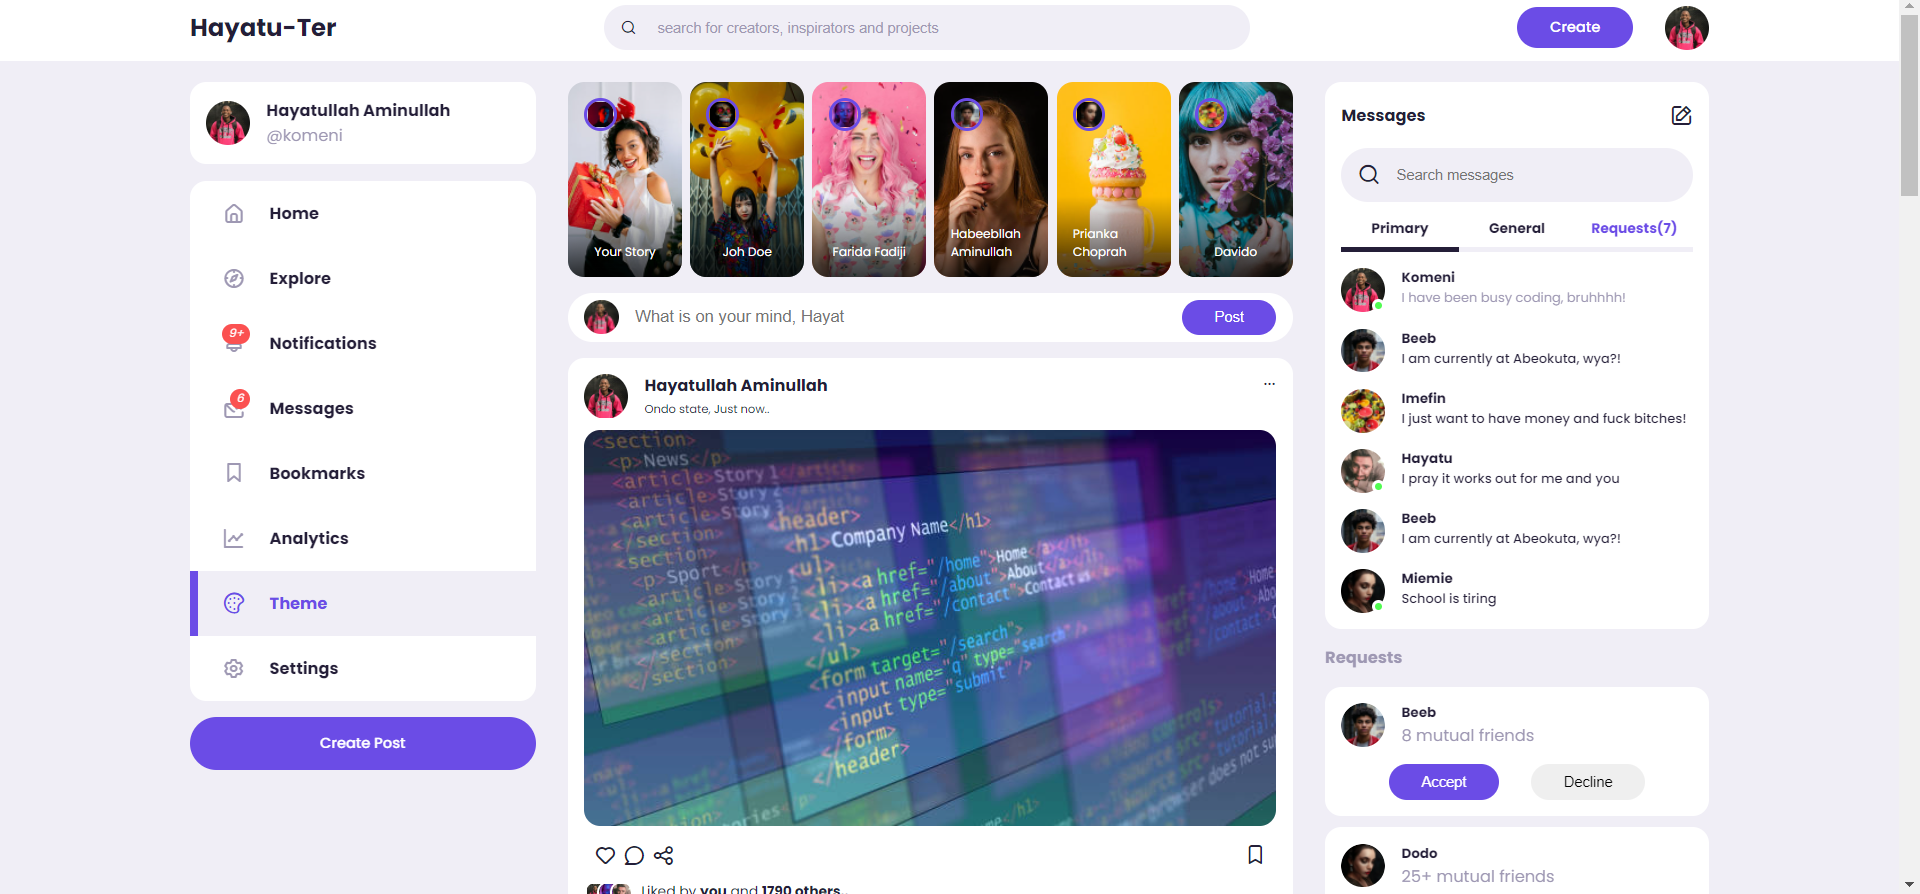 Hayatu-Ter
search for creators, inspirators and projects
Create
Hayatullah Aminullah
@komeni
Home
Explore
9+
Notifications
6
Messages
Bookmarks
Analytics
Theme
Settings
Create Post
Your Story
Joh Doe
Farida Fadiji
Habeebllah
Aminullah
Prianka
Choprah
Davido
What is on your mind, Hayat
Post
Hayatullah Aminullah
...
Ondo state, Just now..
<section>
<p>News</p>
<article>Story 1</article>
<article>Story 2
<article>Story 3
</section>
<section>
<p>Sport
Story 1
Story 2
Story 3
</section>
<header>
<h1>Company Name</h1>
<ul>
<li><a href="/home">Home</a></li>
<li><a href="/about">About</a></li>
<li><a href="/contact">Contact us
</ul>
<form target="/search">
<input name="q" type="search" />
<input type="submit" />
</form>
</header>
Liked by you and 1790 others..
Messages
Search messages
Primary
General
Requests(7)
Komeni
I have been busy coding, bruhhhh!
Beeb
I am currently at Abeokuta, wya?!
Imefin
I just want to have money and fuck bitches!
Hayatu
I pray it works out for me and you
Beeb
I am currently at Abeokuta, wya?!
Miemie
School is tiring
Requests
Beeb
8 mutual friends
Accept
Decline
Dodo
25+ mutual friends